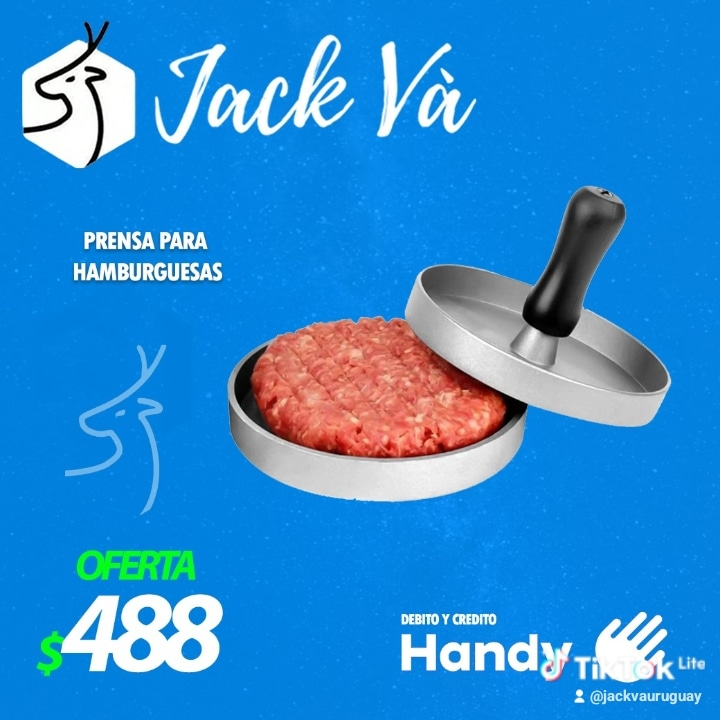 Jack Và
PRENSA PARA
HAMBURGUESAS
OFERTA
$488
DEBITO Y CREDITO
Handy
TikTok Lite
@jackvauruguay